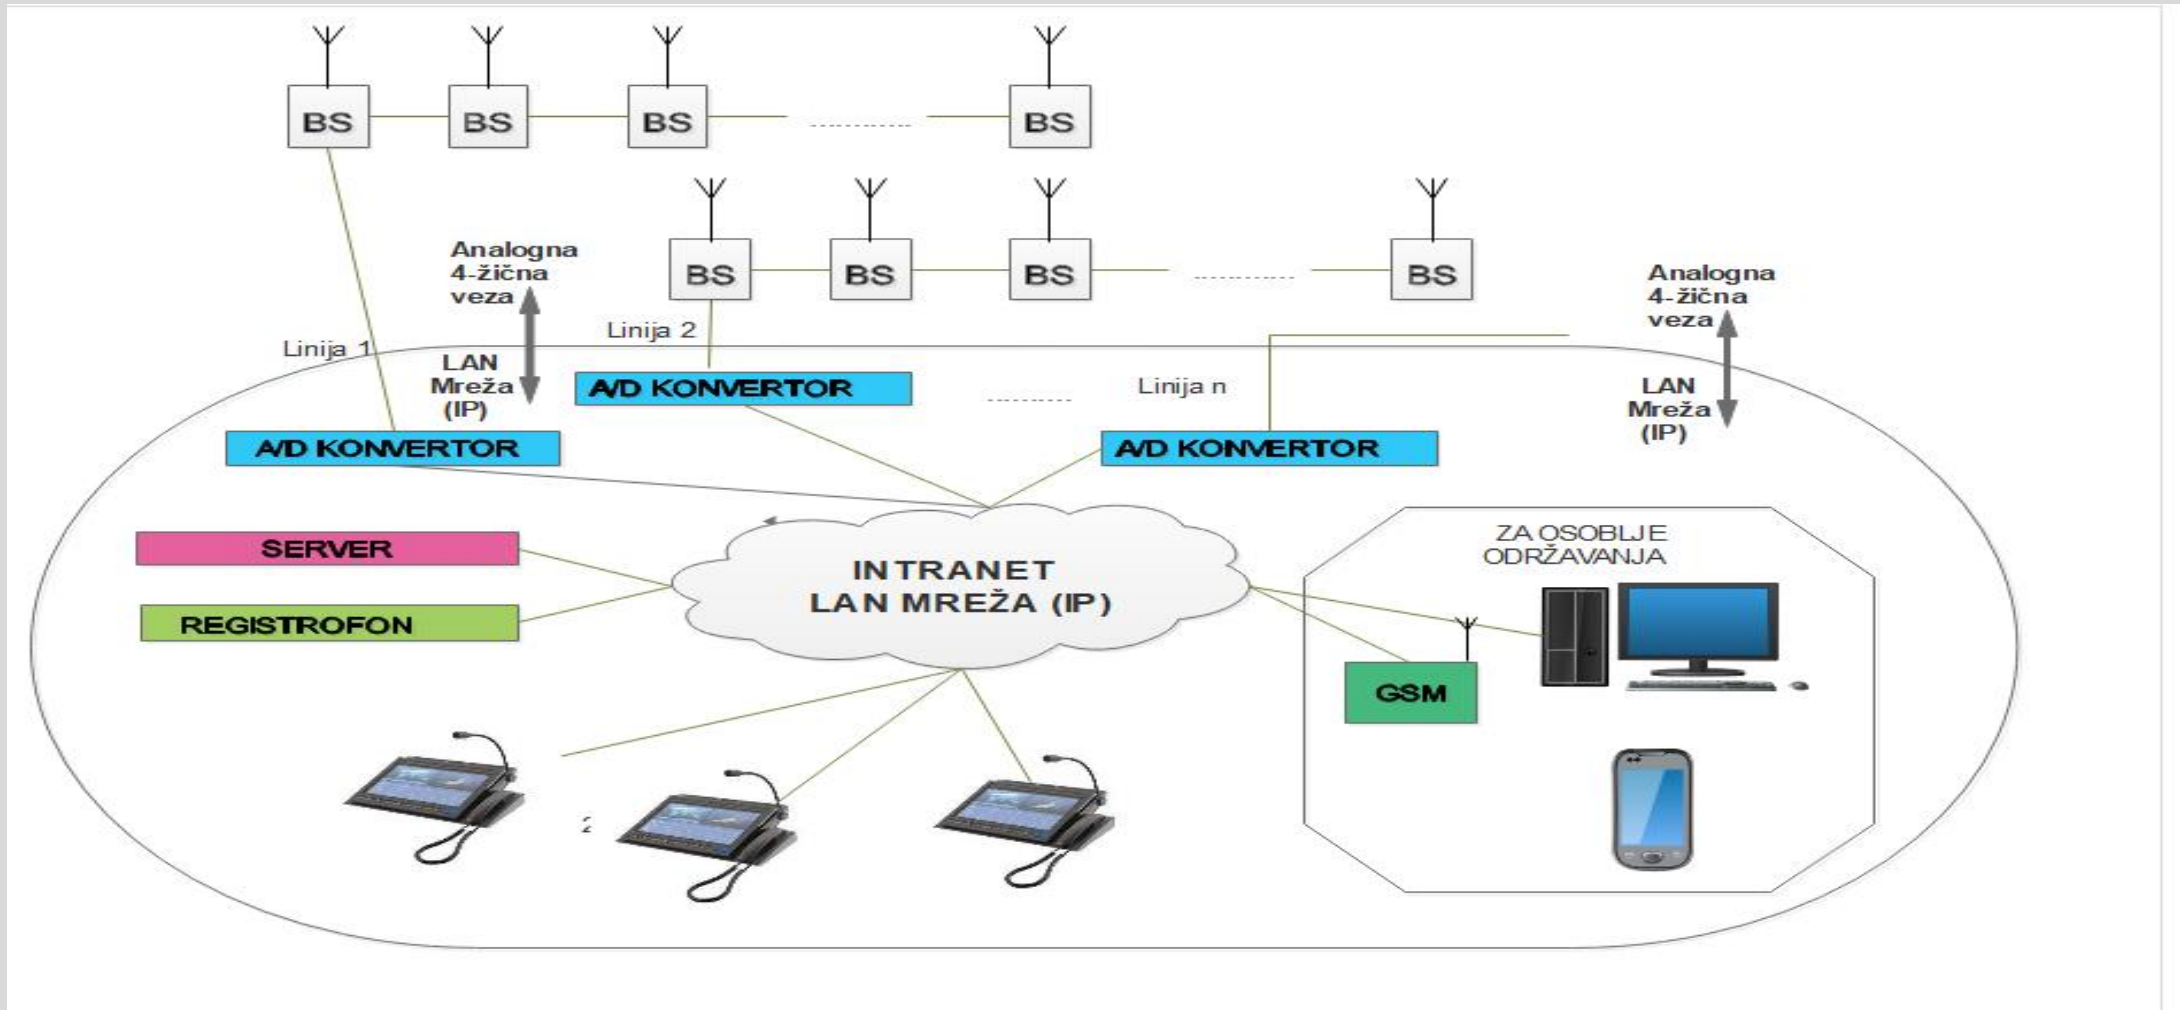 BS
BS
BS
BS
BS
BS
BS
BS
Analogna
4-žična
veza
Analogna
4-žična
veza
Linija 1
Linija 2
LAN
Mreža
(IP)
A/D KONVERTOR
Linija n
LAN
Mreža
(IP)
A/D KONVERTOR
A/D KONVERTOR
SERVER
REGISTROFON
INTRANET
LAN MREŽA (IP)
ZA OSOBLJE
ODRŽAVANJA
GSM